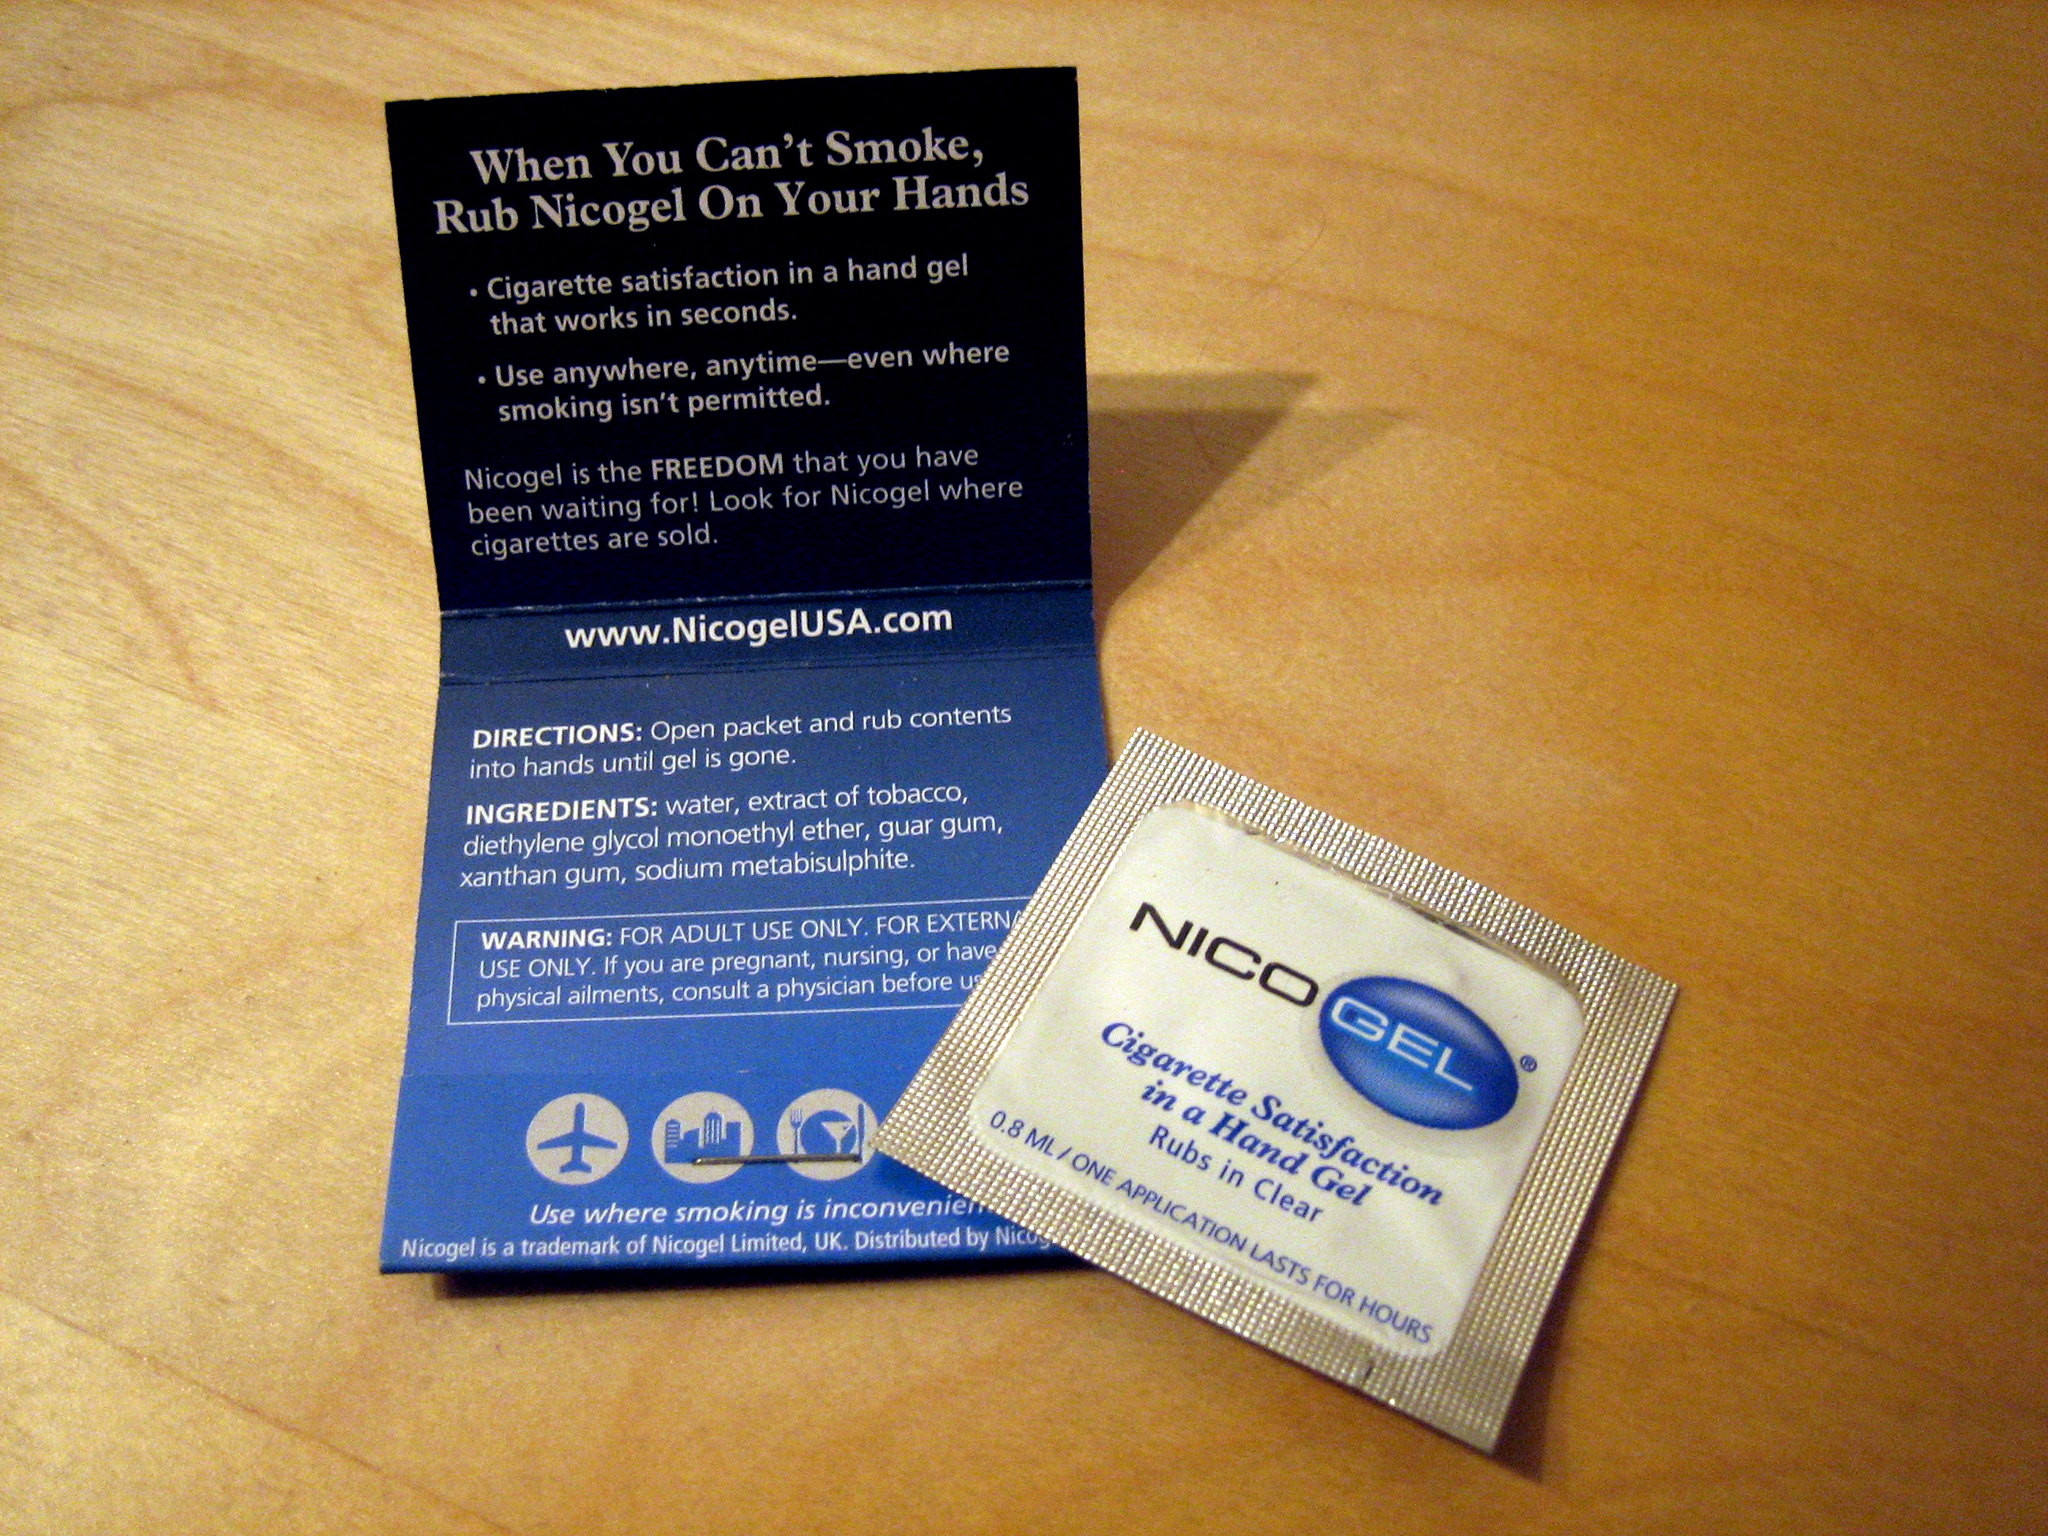 When You Can't Smoke,
Rub Nicogel On Your Hands
• Cigarette satisfaction in a hand gel
that works in seconds.
• Use anywhere, anytime—even where
smoking isn't permitted.
Nicogel is the FREEDOM that you have
been waiting for! Look for Nicogel where
cigarettes are sold.
www.NicogelUSA.com
DIRECTIONS: Open packet and rub contents
into hands until gel is gone.
INGREDIENTS: water, extract of tobacco,
diethylene glycol monoethyl ether, guar gum,
xanthan gum, sodium metabisulphite.
WARNING: FOR ADULT USE ONLY. FOR
USE ONLY. If you are pregnant, nursing, or have
physical ailments, consult a physician before
Use where smoking is
Nicogel is a trademark of Nicogel Limited, UK. Distributed by
NICOGEL®
Cigarette Satisfaction
in a Hand Gel
Rubs in Clear
0.8 ML / ONE APPLICATION LASTS FOR HOURS